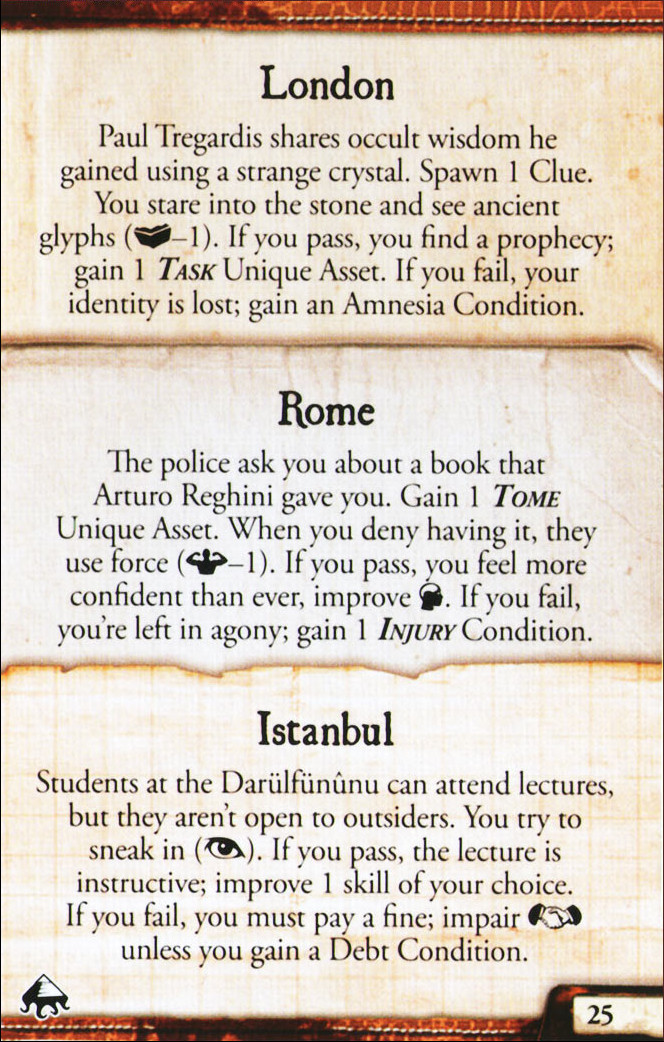 London
Paul Tregardis shares occult wisdom he
gained using a strange crystal. Spawn 1 Clue.
You stare into the stone and see ancient
glyphs (–1). If you pass, you find a prophecy;
gain 1 TASK Unique Asset. If you fail, your
identity is lost; gain an Amnesia Condition.
Rome
The police ask you about a book that
Arturo Reghini gave you. Gain 1 TOME
Unique Asset. When you deny having it, they
use force (–1). If you pass, you feel more
confident than ever, improve . If you fail,
you're left in agony; gain 1 INJURY Condition.
Istanbul
Students at the Darülfünûnu can attend lectures,
but they aren't open to outsiders. You try to
sneak in (). If you pass, the lecture is
instructive; improve 1 skill of your choice.
If you fail, you must pay a fine; impair
unless you gain a Debt Condition.
25